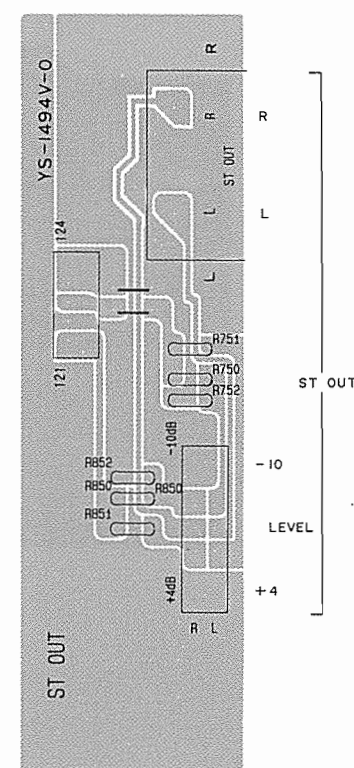 R
YS-1494V-0
R
R
ST OUT
L
L
124
L
R751
121
R750
R752
ST OUT
-10dB
-10
R852
R850
R850
LEVEL
R851
+4dB
+4
R L
ST OUT